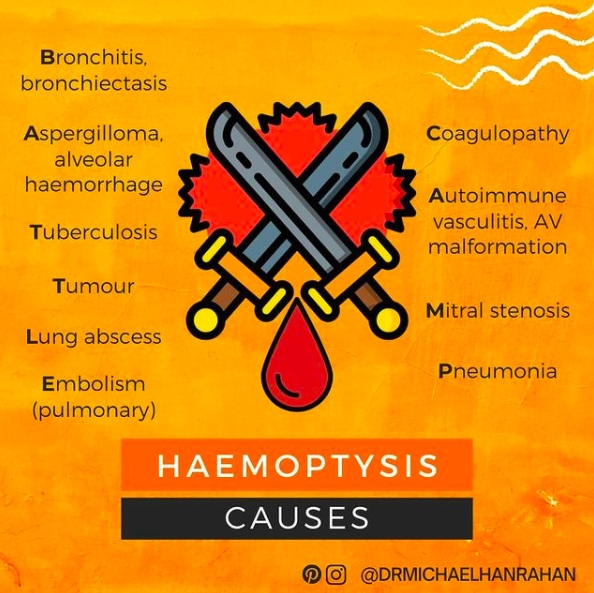 Bronchitis,
bronchiectasis
Aspergilloma,
alveolar
haemorrhage
Tuberculosis
Tumour
Lung abscess
Embolism
(pulmonary)
Coagulopathy
Autoimmune
vasculitis, AV
malformation
Mitral stenosis
Pneumonia
HAEMOPTYSIS
CAUSES
@DRMICHAELHANRAHAN